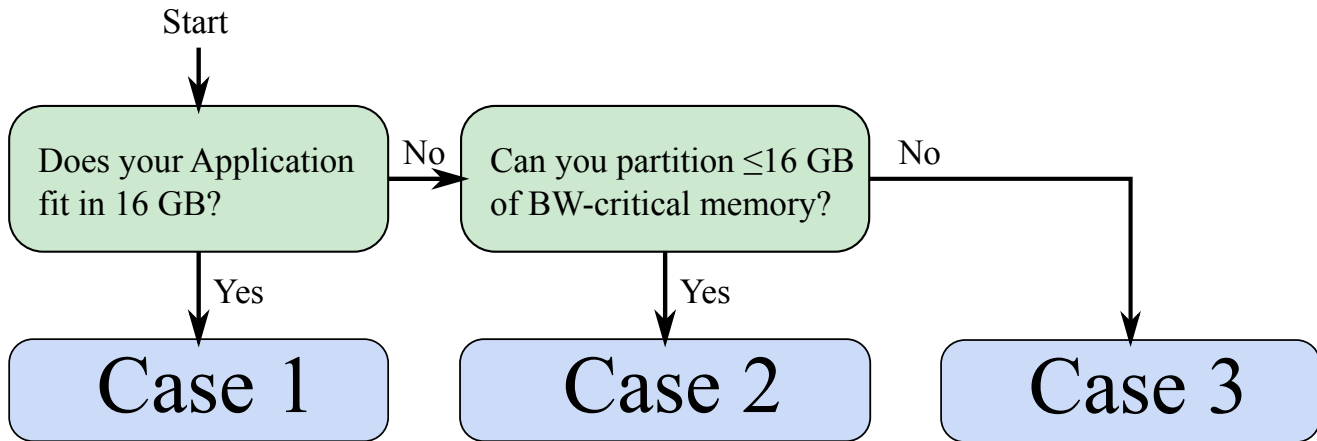 Start
Does your Application
fit in 16 GB?
No
Can you partition ≤16 GB
of BW-critical memory?
No
Yes
Yes
Case 1
Case 2
Case 3